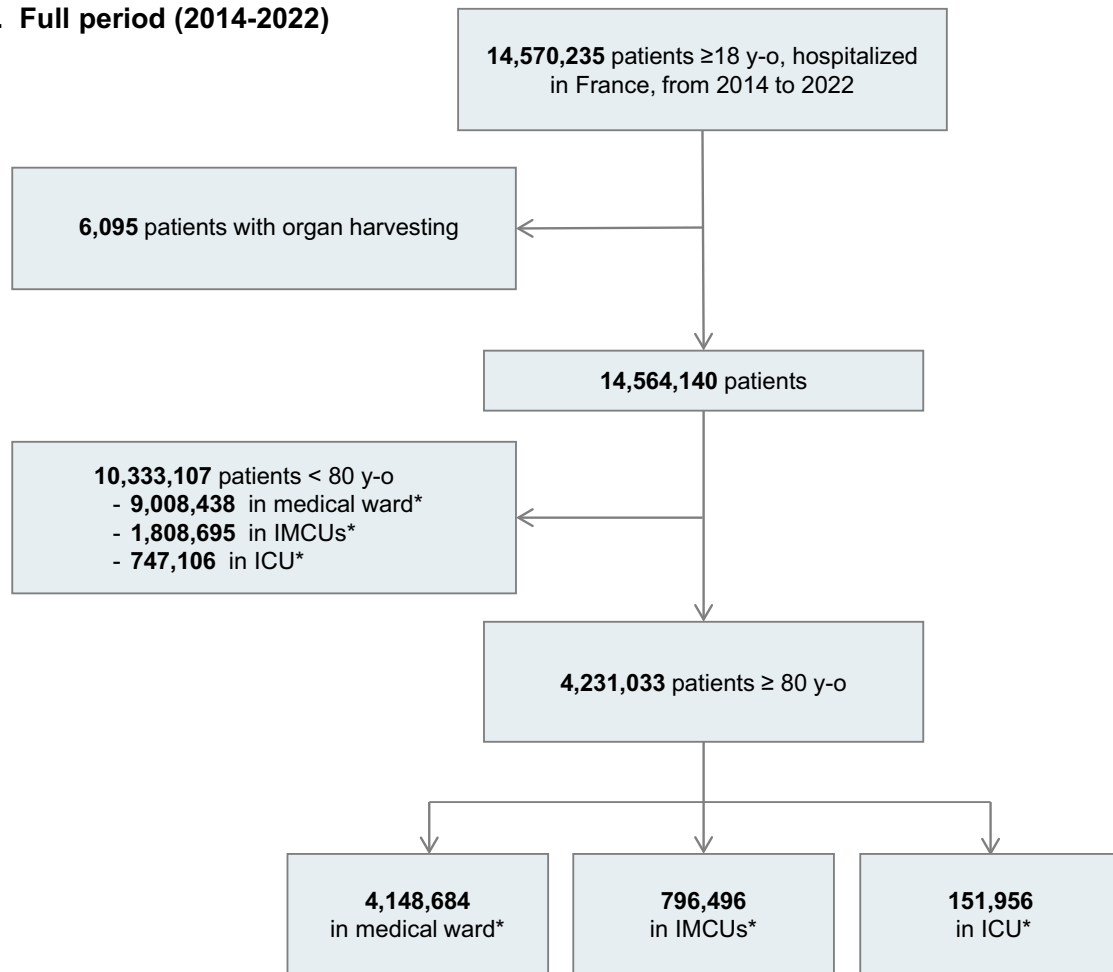 . Full period (2014-2022)
14,570,235 patients ≥18 y-o, hospitalized
in France, from 2014 to 2022
6,095 patients with organ harvesting
14,564,140 patients
10,333,107 patients < 80 y-o
- 9,008,438 in medical ward*
- 1,808,695 in IMCUs*
- 747,106 in ICU*
4,231,033 patients ≥ 80 y-o
4,148,684
in medical ward*
796,496
in IMCUs*
151,956
in ICU*